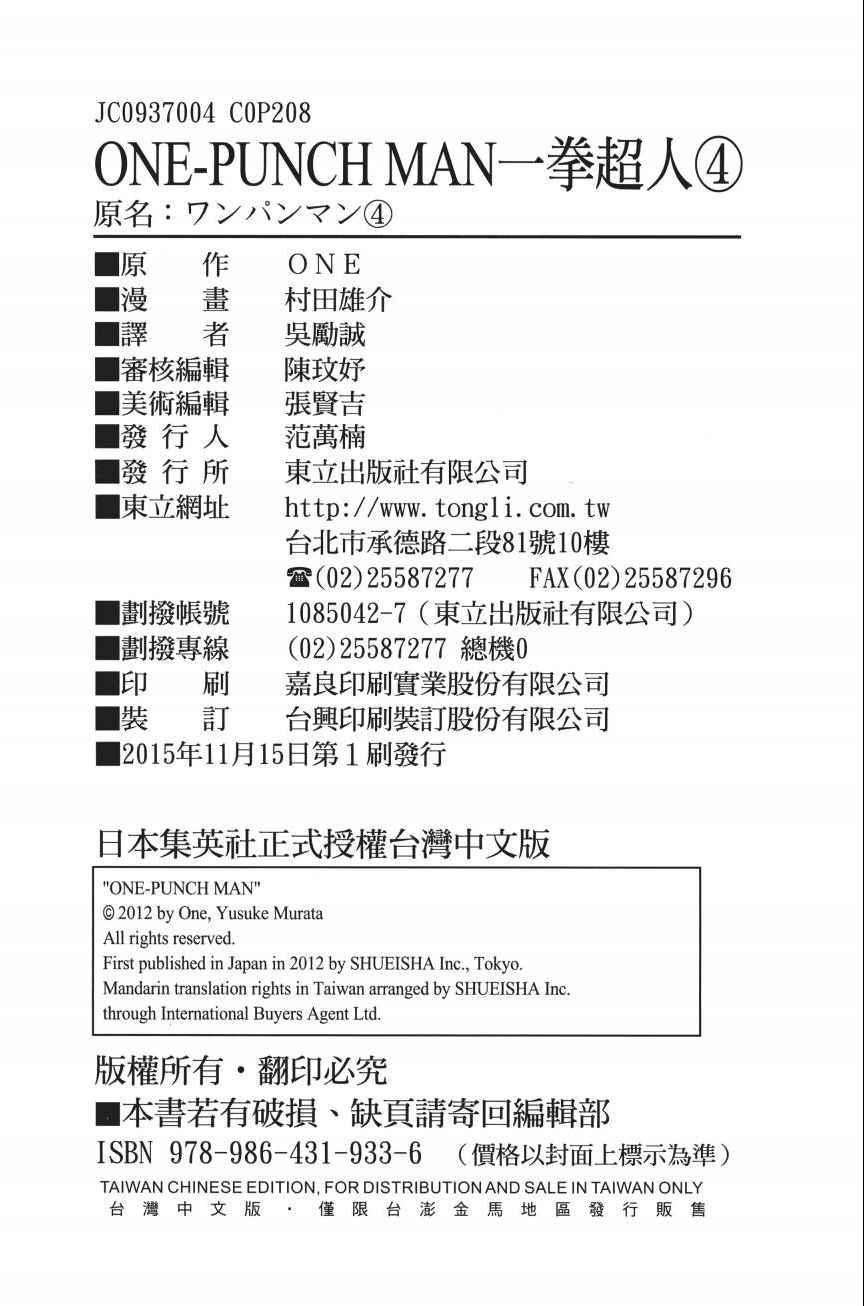 JC0937004 C0P208
ONE-PUNCH MAN一拳超人④
原名：ワンパンマン④
■原　　作　　ＯＮＥ
■漫　　畫　　村田雄介
■譯　　者　　吳勵誠
■審核編輯　　陳玟妤
■美術編輯　　張賢吉
■發 行 人　　范萬楠
■發 行 所　　東立出版社有限公司
■東立網址　　http://www.tongli.com.tw
台北市承德路二段81號10樓
☎(02)25587277　　FAX(02)25587296
■劃撥帳號　　1085042-7（東立出版社有限公司）
■劃撥專線　　(02)25587277 總機0
■印　　刷　　嘉良印刷實業股份有限公司
■裝　　訂　　台興印刷裝訂股份有限公司
■2015年11月15日第１刷發行
日本集英社正式授權台灣中文版
"ONE-PUNCH MAN"
© 2012 by One, Yusuke Murata
All rights reserved.
First published in Japan in 2012 by SHUEISHA Inc., Tokyo.
Mandarin translation rights in Taiwan arranged by SHUEISHA Inc.
through International Buyers Agent Ltd.
版權所有・翻印必究
■本書若有破損、缺頁請寄回編輯部
ISBN 978-986-431-933-6　（價格以封面上標示為準）
TAIWAN CHINESE EDITION, FOR DISTRIBUTION AND SALE IN TAIWAN ONLY
台灣中文版・僅限台澎金馬地區發行販售